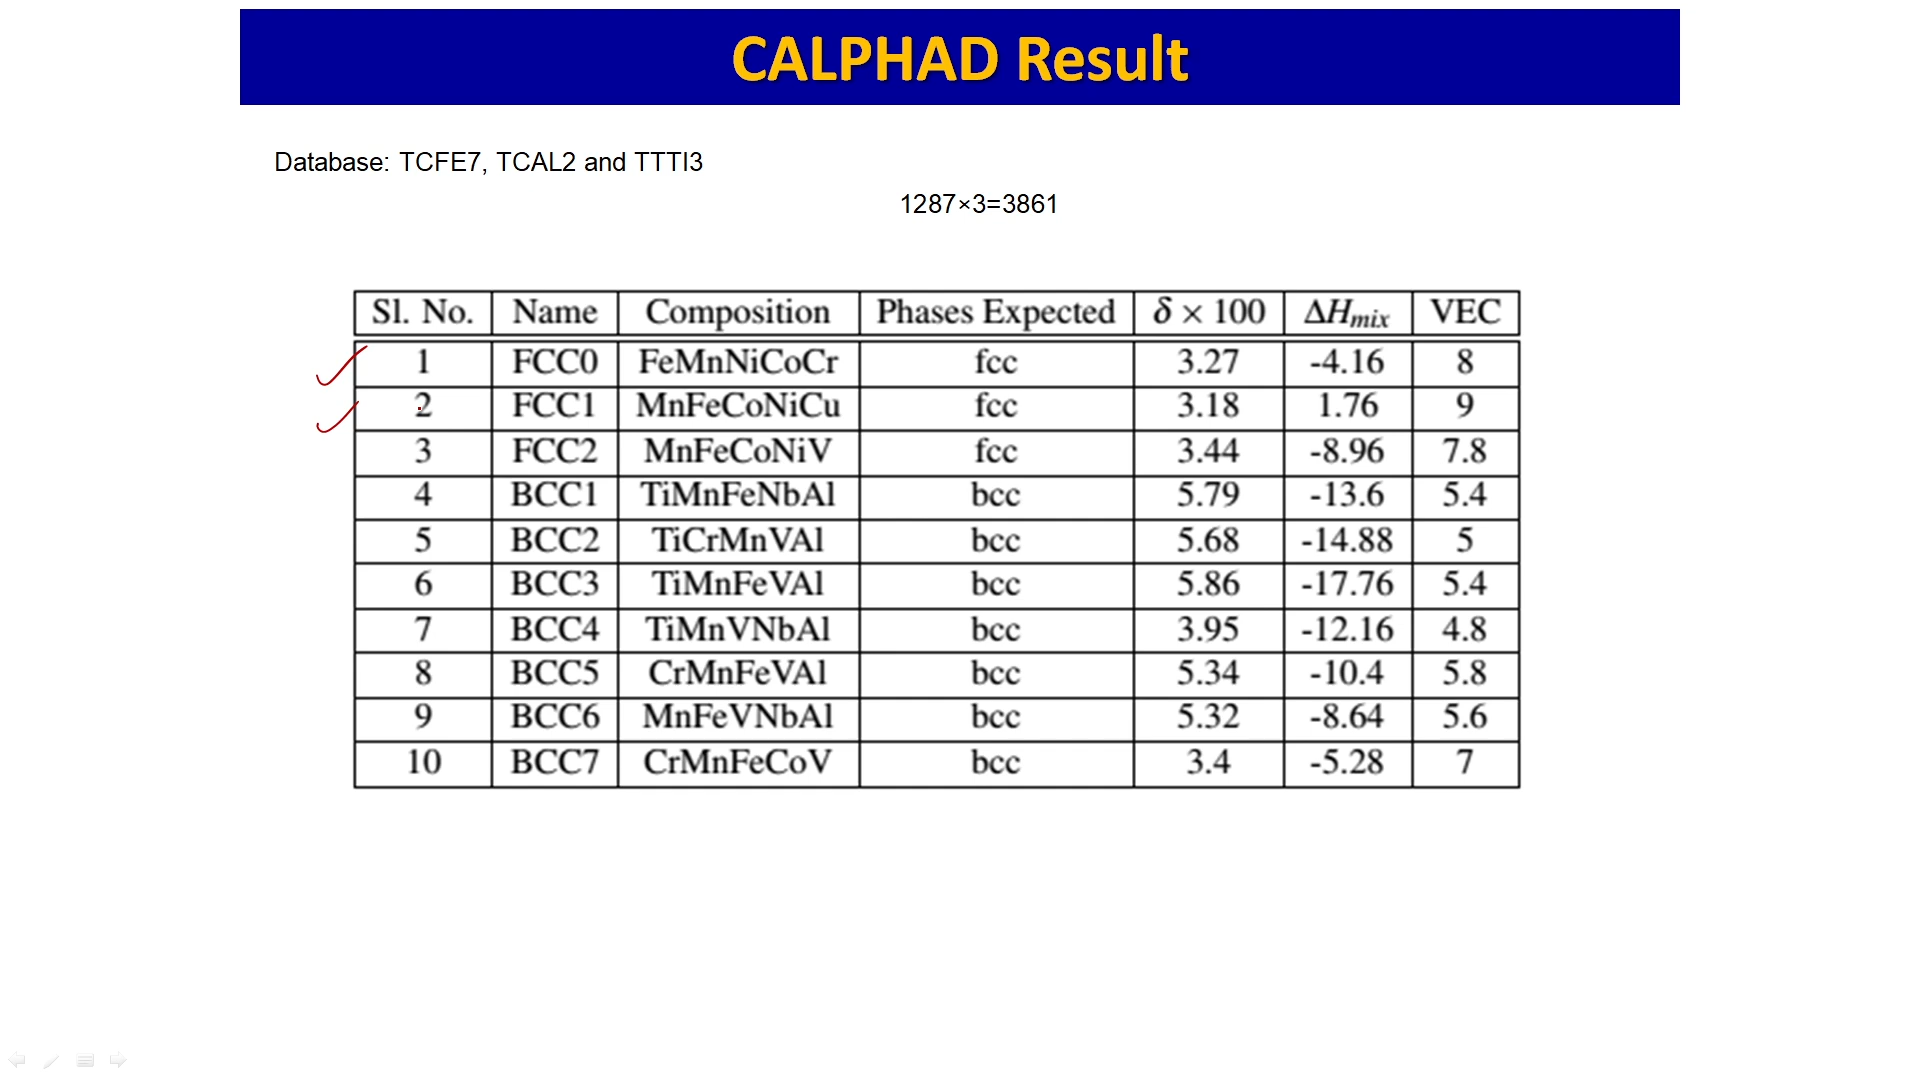 CALPHAD Result
Database: TCFE7, TCAL2 and TTTI3
1287×3=3861
Sl. No. Name Composition Phases Expected δ × 100 ΔHmix VEC
1 FCC0 FeMnNiCoCr fcc 3.27 -4.16 8
2 FCC1 MnFeCoNiCu fcc 3.18 1.76 9
3 FCC2 MnFeCoNiV fcc 3.44 -8.96 7.8
4 BCC1 TiMnFeNbAl bcc 5.79 -13.6 5.4
5 BCC2 TiCrMnVAl bcc 5.68 -14.88 5
6 BCC3 TiMnFeVAl bcc 5.86 -17.76 5.4
7 BCC4 TiMnVNbAl bcc 3.95 -12.16 4.8
8 BCC5 CrMnFeVAl bcc 5.34 -10.4 5.8
9 BCC6 MnFeVNbAl bcc 5.32 -8.64 5.6
10 BCC7 CrMnFeCoV bcc 3.4 -5.28 7